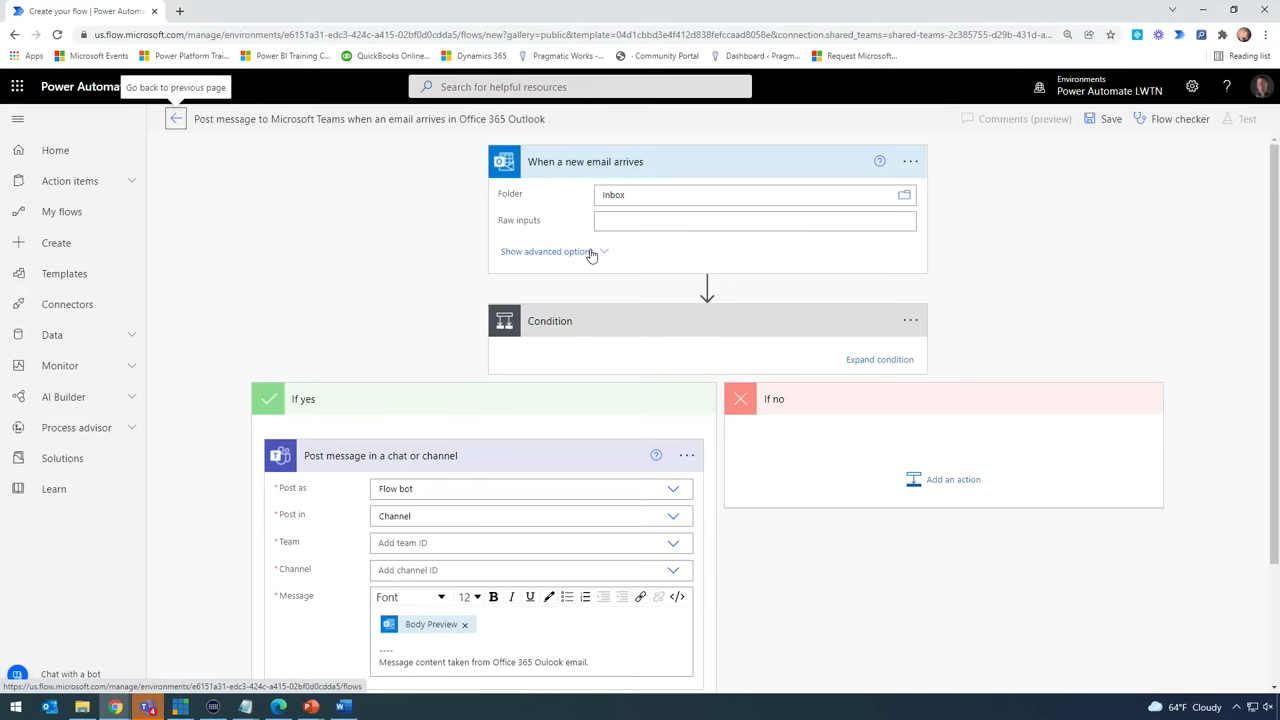 Create your flow | Power Automate
us.flow.microsoft.com/manage/environments/e6151a31-edc3-424c-a415-02bf0d0cdda5/flows/new?gallery=public&template=04d1cbbd3e4f412d838fefccaad8058e&connection.shared_teams=shared-teams-2c385755-d29b-431d-a...
Apps
Microsoft Events
Power Platform Trai...
Power BI Training C...
QuickBooks Online...
Dynamics 365
Pragmatic Works -...
· Community Portal
Dashboard ‹ Pragm...
Request Microsoft...
Reading list
Power Automa
Go back to previous page
Search for helpful resources
Environments
Power Automate LWTN
Post message to Microsoft Teams when an email arrives in Office 365 Outlook
Comments (preview)
Save
Flow checker
Test
Home
Action items
My flows
Create
Templates
Connectors
Data
Monitor
AI Builder
Process advisor
Solutions
Learn
Chat with a bot
When a new email arrives
Folder
Inbox
Raw inputs
Show advanced options
Condition
Expand condition
If yes
If no
Add an action
Post message in a chat or channel
* Post as
Flow bot
* Post in
Channel
* Team
Add team ID
* Channel
Add channel ID
* Message
Font
12
B I U </>
Body Preview ×
----
Message content taken from Office 365 Oulook email.
https://us.flow.microsoft.com/manage/environments/e6151a31-edc3-424c-a415-02bf0d0cdda5/flows
64°F Cloudy